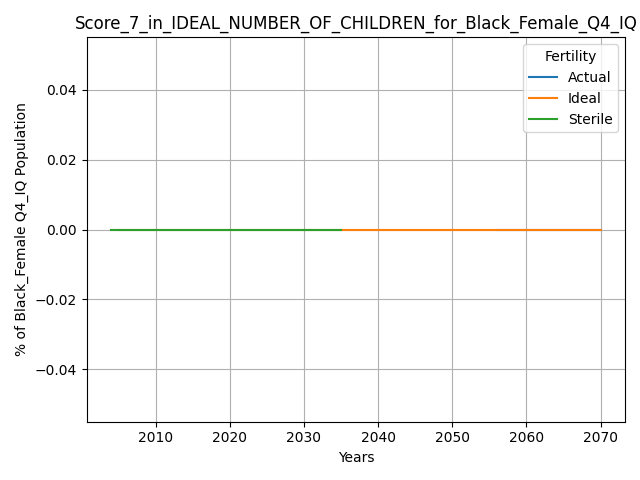 Score_7_in_IDEAL_NUMBER_OF_CHILDREN_for_Black_Female_Q4_IQ
Fertility
Actual
Ideal
Sterile
% of Black_Female Q4_IQ Population
0.04
0.02
0.00
−0.02
−0.04
2010 2020 2030 2040 2050 2060 2070
Years